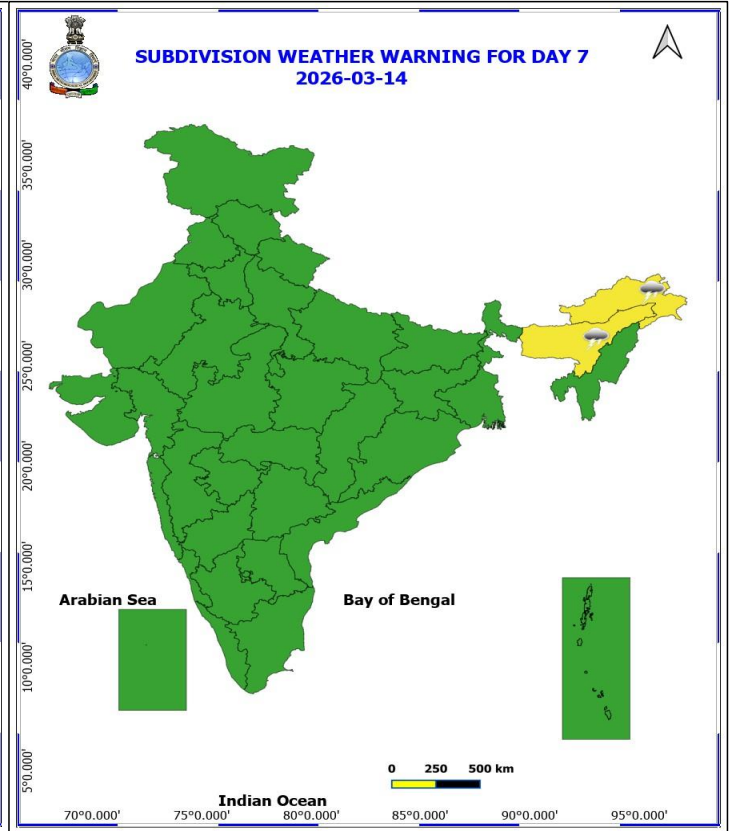 SUBDIVISION WEATHER WARNING FOR DAY 7
2026-03-14
40°0.000'
35°0.000'
30°0.000'
25°0.000'
20°0.000'
15°0.000'
10°0.000'
5°0.000'
Arabian Sea
Bay of Bengal
0 250 500 km
Indian Ocean
70°0.000' 75°0.000' 80°0.000' 85°0.000' 90°0.000' 95°0.000'